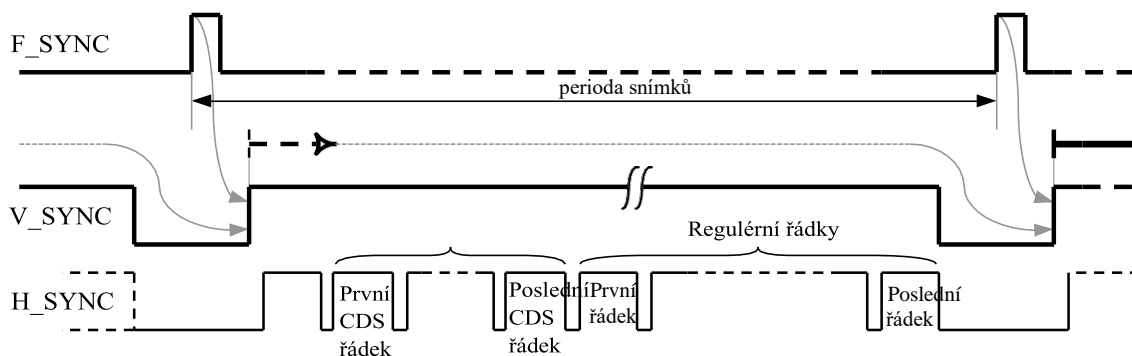 F_SYNC
perioda snímků
V_SYNC
Regulérní řádky
H_SYNC
První
CDS
řádek
Poslední
CDS
řádek
První
řádek
Poslední
řádek